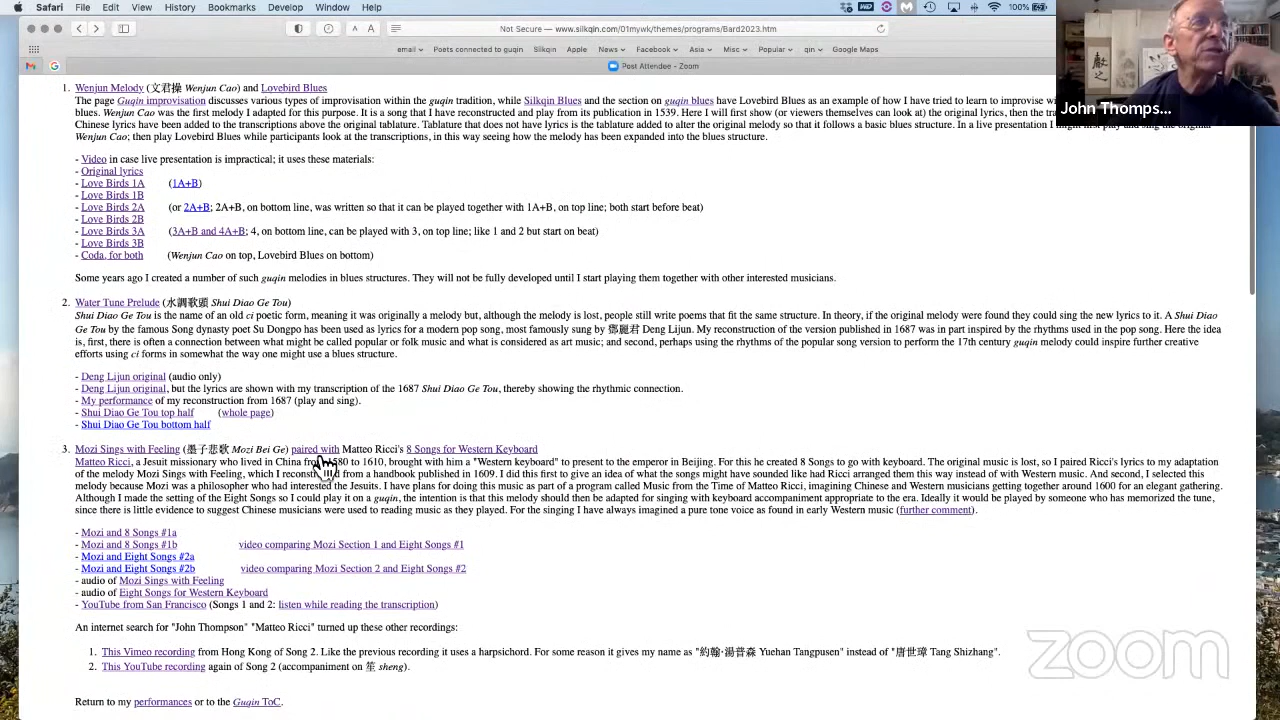 Safari File Edit View History Bookmarks Develop Window Help
100%
WED
Not Secure — www.silkqin.com/01mywk/themes/programs/Bard2023.htm
email Posts connected to guqin Silkqin Apple News Facebook Asia Misc Popular qin Google Maps
Post Attendee - Zoom
John Thomps...
1. Wenjun Melody (文君操 Wenjun Cao) and Lovebird Blues
The page Guqin improvisation discusses various types of improvisation within the guqin tradition, while Silkqin Blues and the section on guqin blues have Lovebird Blues as an example of how I have tried to learn to improvise wi
blues. Wenjun Cao was the first melody I adapted for this purpose. It is a song that I have reconstructed and play from its publication in 1539. Here I will first show (or viewers themselves can look at) the original lyrics, then the tra
Chinese lyrics have been added the transcriptions above the original tablature. Tablature that does not have lyrics is the tablature added to alter the original melody so that it follows a basic blues structure. In a live presentation I might first play and sing the original
Wenjun Cao; then play Lovebird Blues while participants look at the transcriptions, in this way seeing how the melody has been expanded into the blues structure.
- Video in case live presentation is impractical; it uses these materials:
- Original lyrics
- Love Birds 1A (1A+B)
- Love Birds 1B
- Love Birds 2A (or 2A+B; 2A+B, on bottom line, was written so that it can be played together with 1A+B, on top line; both start before beat)
- Love Birds 2B
- Love Birds 3A (3A+B and 4A+B; 4, on bottom line, can be played with 3, on top line; like 1 and 2 but start on beat)
- Love Birds 3B
- Coda, for both (Wenjun Cao on top, Lovebird Blues on bottom)
Some years ago I created a number of such guqin melodies in blues structures. They will not be fully developed until I start playing them together with other interested musicians.
2. Water Tune Prelude (水調歌頭 Shui Diao Ge Tou)
Shui Diao Ge Tou is the name of an old ci poetic form, meaning it was originally a melody but, although the melody is lost, people still write poems that fit the same structure. In theory, if the original melody were found they could sing the new lyrics to it. A Shui Diao
Ge Tou by the famous Song dynasty poet Su Dongpo has been used as lyrics for a modern pop song, most famously sung by 鄧麗君 Deng Lijun. My reconstruction of the version published in 1687 was in part inspired by the rhythms used in the pop song. Here the idea
is, first, there is often a connection between what might be called popular or folk music and what is considered as art music; and second, perhaps using the rhythms of the popular song version to perform the 17th century guqin melody could inspire further creative
efforts using ci forms in somewhat the way one might use a blues structure.
- Deng Lijun original (audio only)
- Deng Lijun original, but the lyrics are shown with my transcription of the 1687 Shui Diao Ge Tou, thereby showing the rhythmic connection.
- My performance of my reconstruction from 1687 (play and sing).
- Shui Diao Ge Tou top half (whole page)
- Shui Diao Ge Tou bottom half
3. Mozi Sings with Feeling (墨子悲歌 Mozi Bei Ge) paired with Matteo Ricci's 8 Songs for Western Keyboard
Matteo Ricci, a Jesuit missionary who lived in China 1580 to 1610, brought with him a "Western keyboard" to present to the emperor in Beijing. For this he created 8 Songs to go with keyboard. The original music is lost, so I paired Ricci's lyrics to my adaptation
of the melody Mozi Sings with Feeling, which I from a handbook published in 1609. I did this first to give an idea of what the songs might have sounded like had Ricci arranged them this way instead of with Western music. And second, I selected this
melody because Mozi was a philosopher who had interested the Jesuits. I have plans for doing this music as part of a program called Music from the Time of Matteo Ricci, imagining Chinese and Western musicians getting together around 1600 for an elegant gathering.
Although I made the setting of the Eight Songs so I could play it on a guqin, the intention is that this melody should then be adapted for singing with keyboard accompaniment appropriate to the era. Ideally it would be played by someone who has memorized the tune,
since there is little evidence to suggest Chinese musicians were used to reading music as they played. For the singing I have always imagined a pure tone voice as found in early Western music (further comment).
- Mozi and 8 Songs #1a
- Mozi and 8 Songs #1b video comparing Mozi Section 1 and Eight Songs #1
- Mozi and Eight Songs #2a
- Mozi and Eight Songs #2b video comparing Mozi Section 2 and Eight Songs #2
- audio of Mozi Sings with Feeling
- audio of Eight Songs for Western Keyboard
- YouTube from San Francisco (Songs 1 and 2: listen while reading the transcription)
An internet search for "John Thompson" "Matteo Ricci" turned up these other recordings:
1. This Vimeo recording from Hong Kong of Song 2. Like the previous recording it uses a harpsichord. For some reason it gives my name as "約翰·湯普森 Yuehan Tangpusen" instead of "唐世璋 Tang Shizhang".
2. This YouTube recording again of Song 2 (accompaniment on 笙 sheng).
Return to my performances or to the Guqin ToC.
zoom